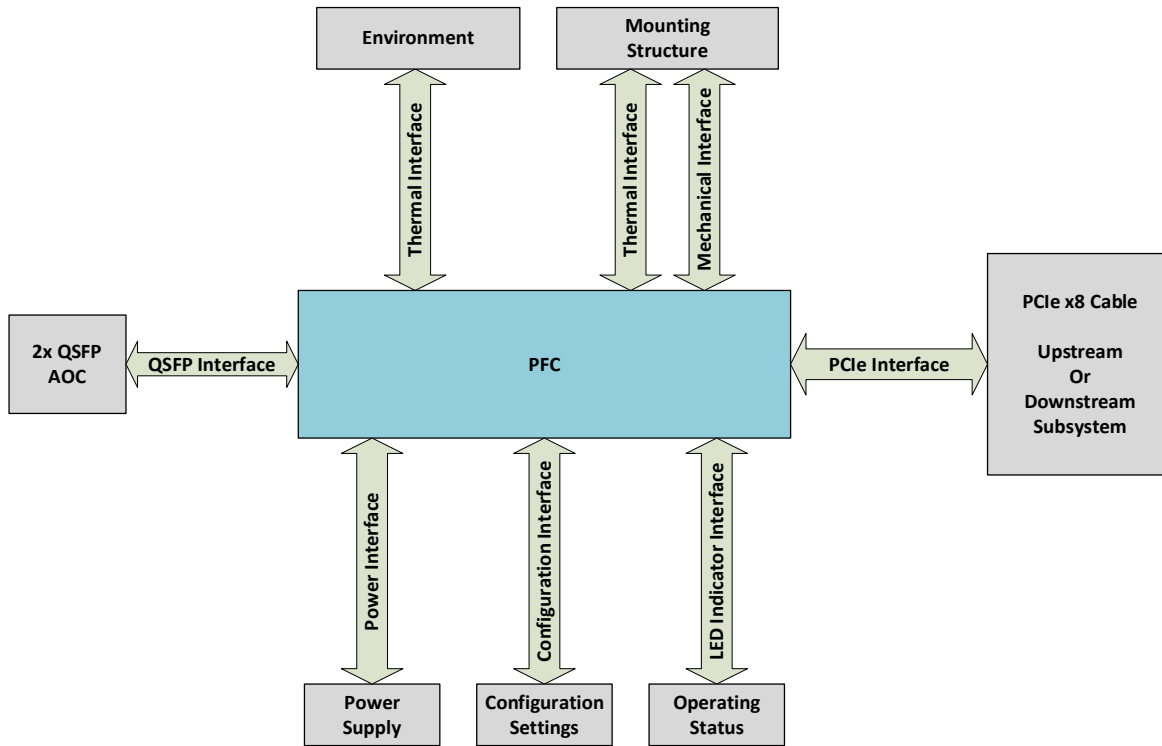 Environment
Mounting
Structure
Thermal Interface
Thermal Interface
Mechanical Interface
2x QSFP
AOC
QSFP Interface
PFC
PCIe Interface
PCIe x8 Cable
Upstream
Or
Downstream
Subsystem
Power Interface
Configuration Interface
LED Indicator Interface
Power
Supply
Configuration
Settings
Operating
Status